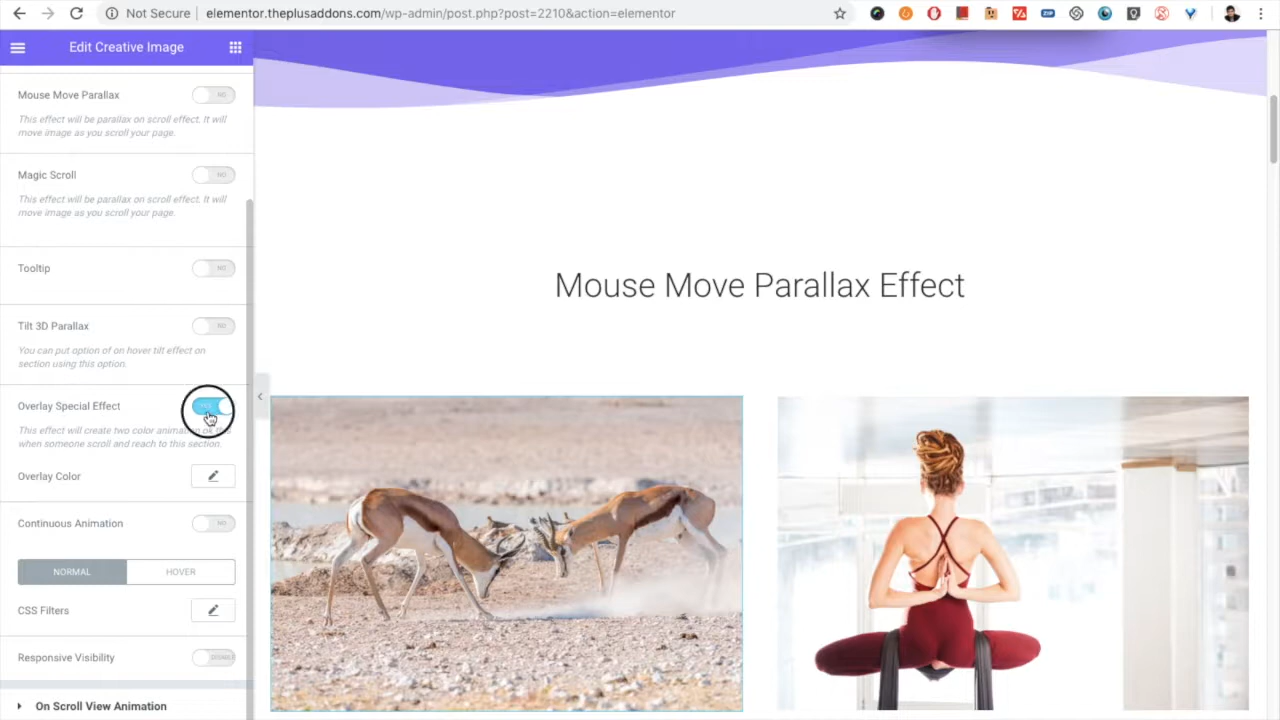 Not Secure
elementor.theplusaddons.com/wp-admin/post.php?post=2210&action=elementor
Edit Creative Image
Mouse Move Parallax
NO
This effect will be parallax on scroll effect. It will
move image as you scroll your page.
Magic Scroll
NO
This effect will be parallax on scroll effect. It will
move image as you scroll your page.
Tooltip
NO
Tilt 3D Parallax
NO
You can put option of on hover tilt effect on
section using this option.
Overlay Special Effect
This effect will create two color animation
when someone scroll and reach to this section.
Overlay Color
Continuous Animation
NO
NORMAL
HOVER
CSS Filters
Responsive Visibility
DISABLE
On Scroll View Animation
Mouse Move Parallax Effect